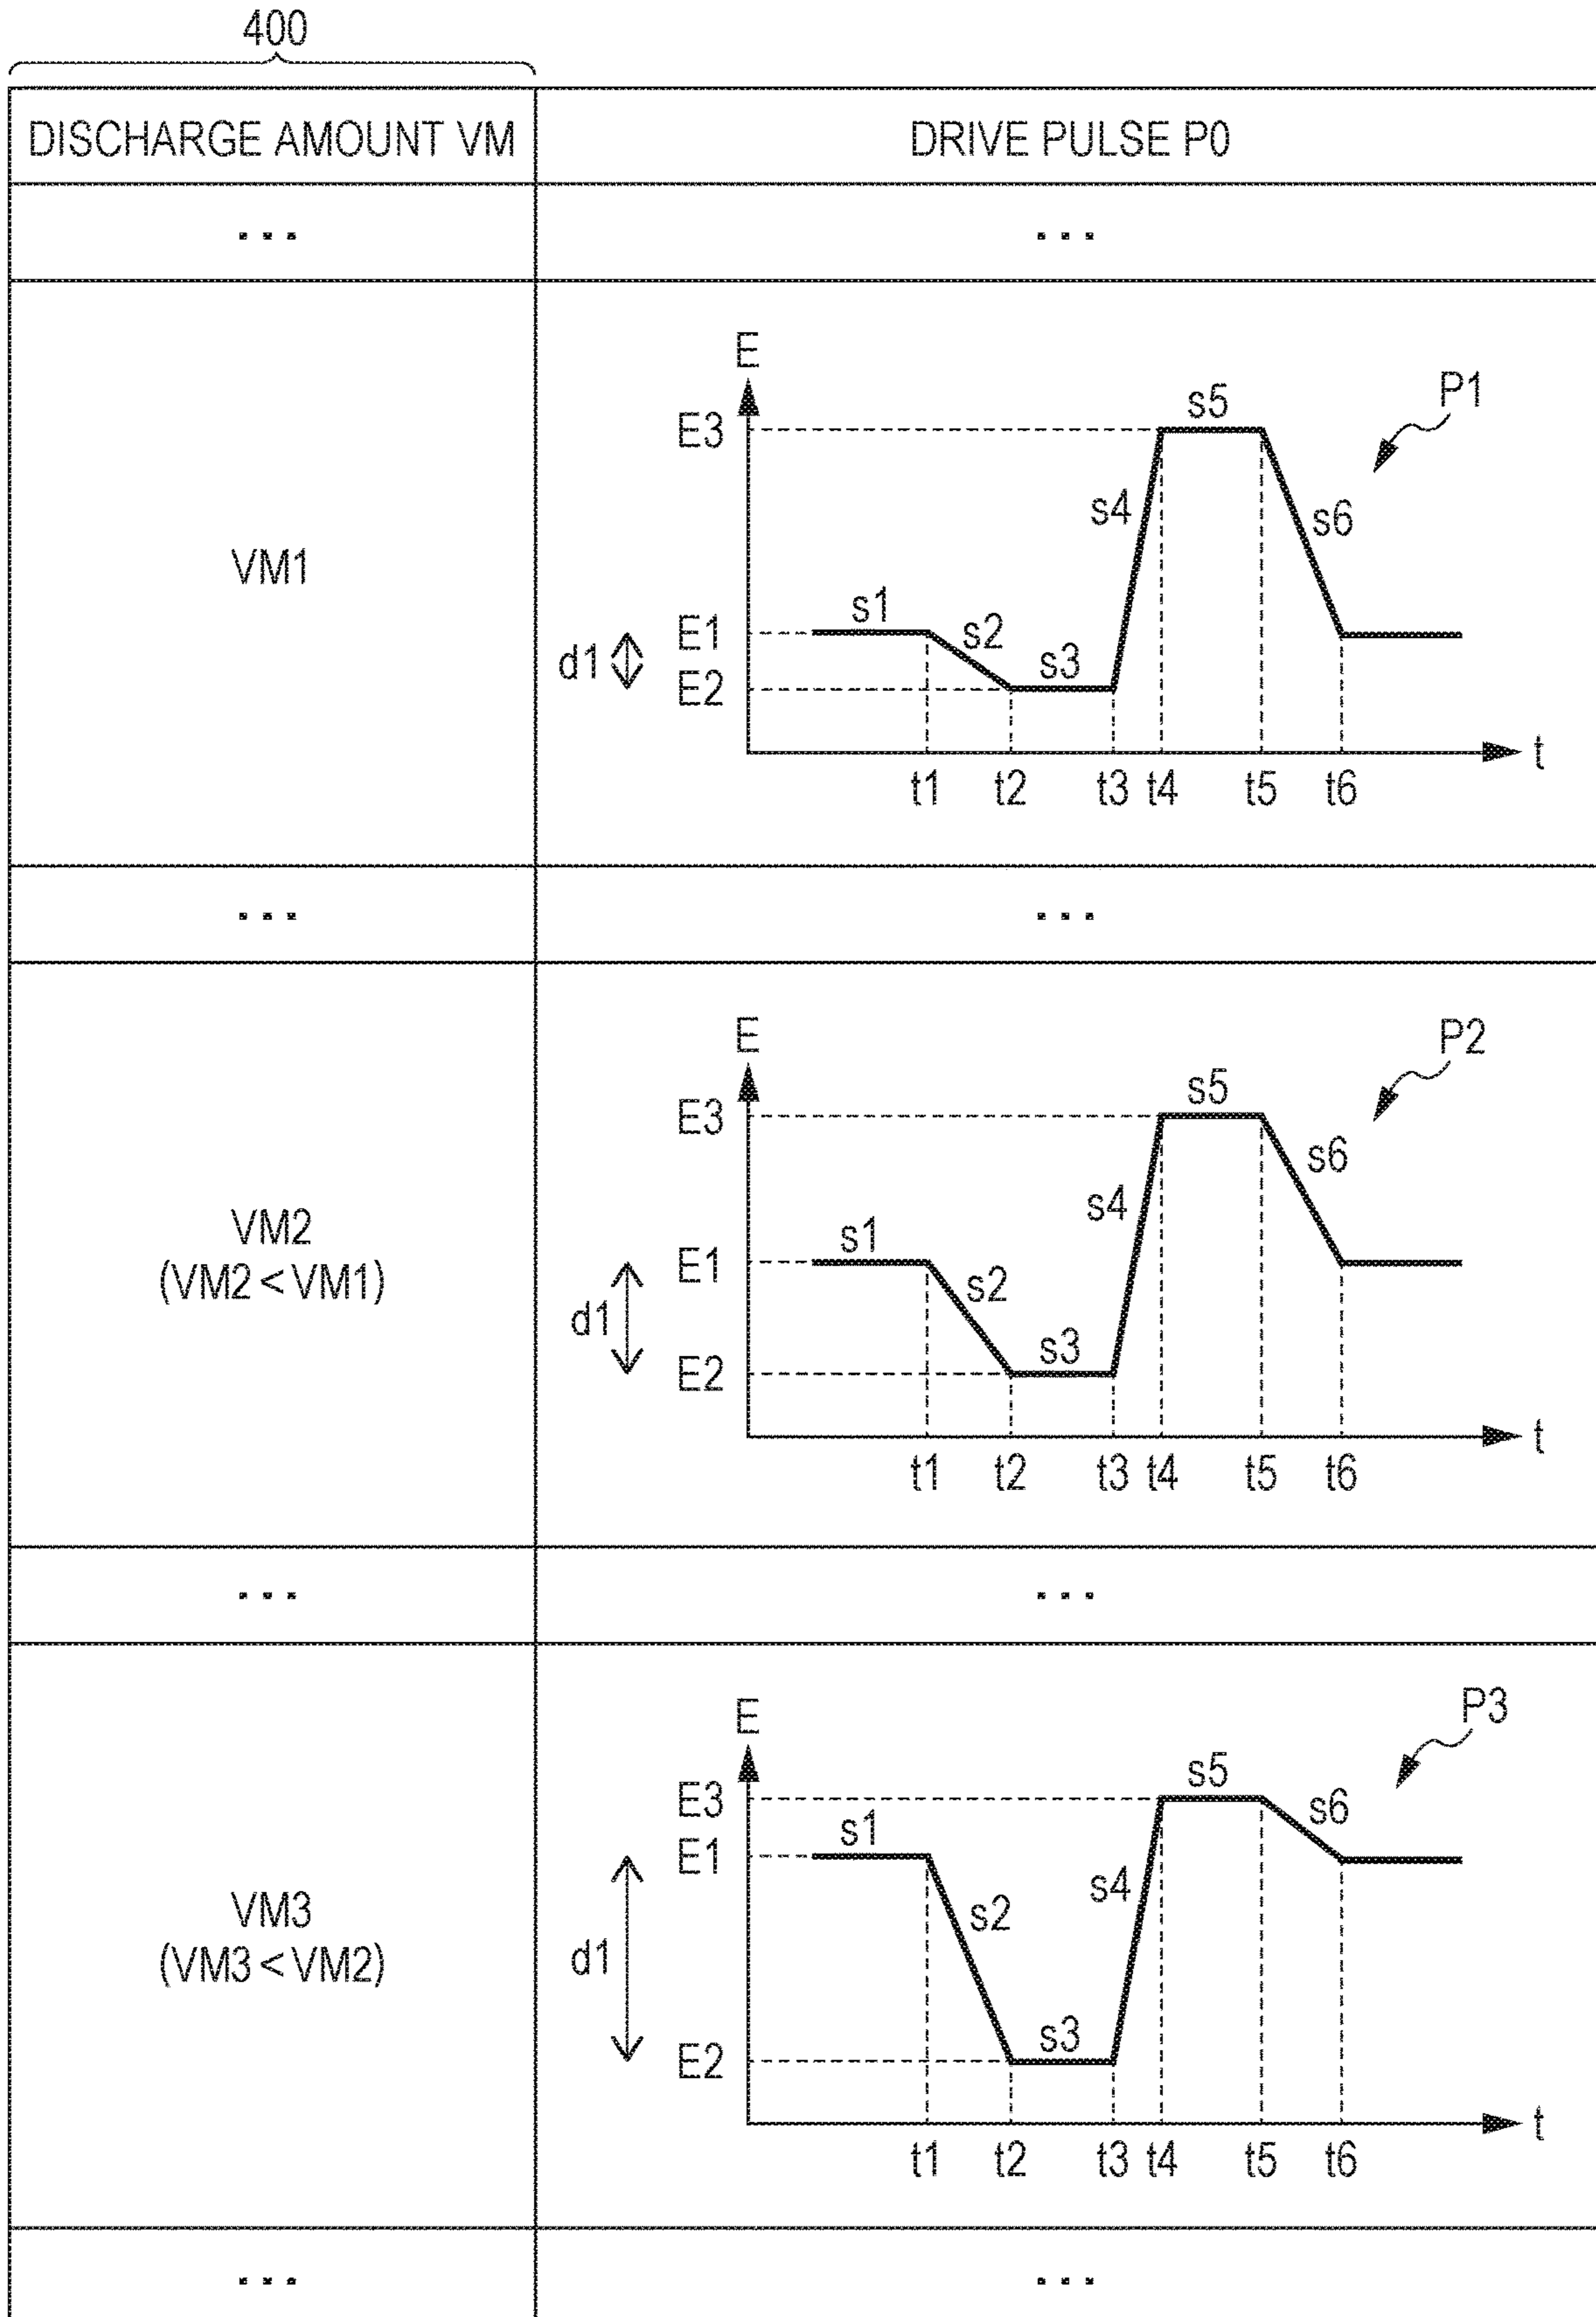 400
DISCHARGE AMOUNT VM
DRIVE PULSE P0
...
...
VM1
E
P1
E3
s5
s4
s6
s1
E1
s2
d1
s3
E2
t
t1 t2 t3 t4 t5 t6
...
...
VM2
(VM2 < VM1)
E
P2
E3
s5
s6
s4
s1
E1
s2
d1
s3
E2
t
t1 t2 t3 t4 t5 t6
...
...
VM3
(VM3 < VM2)
E
P3
s5
E3
s6
s1
E1
s4
s2
d1
s3
E2
t
t1 t2 t3 t4 t5 t6
...
...